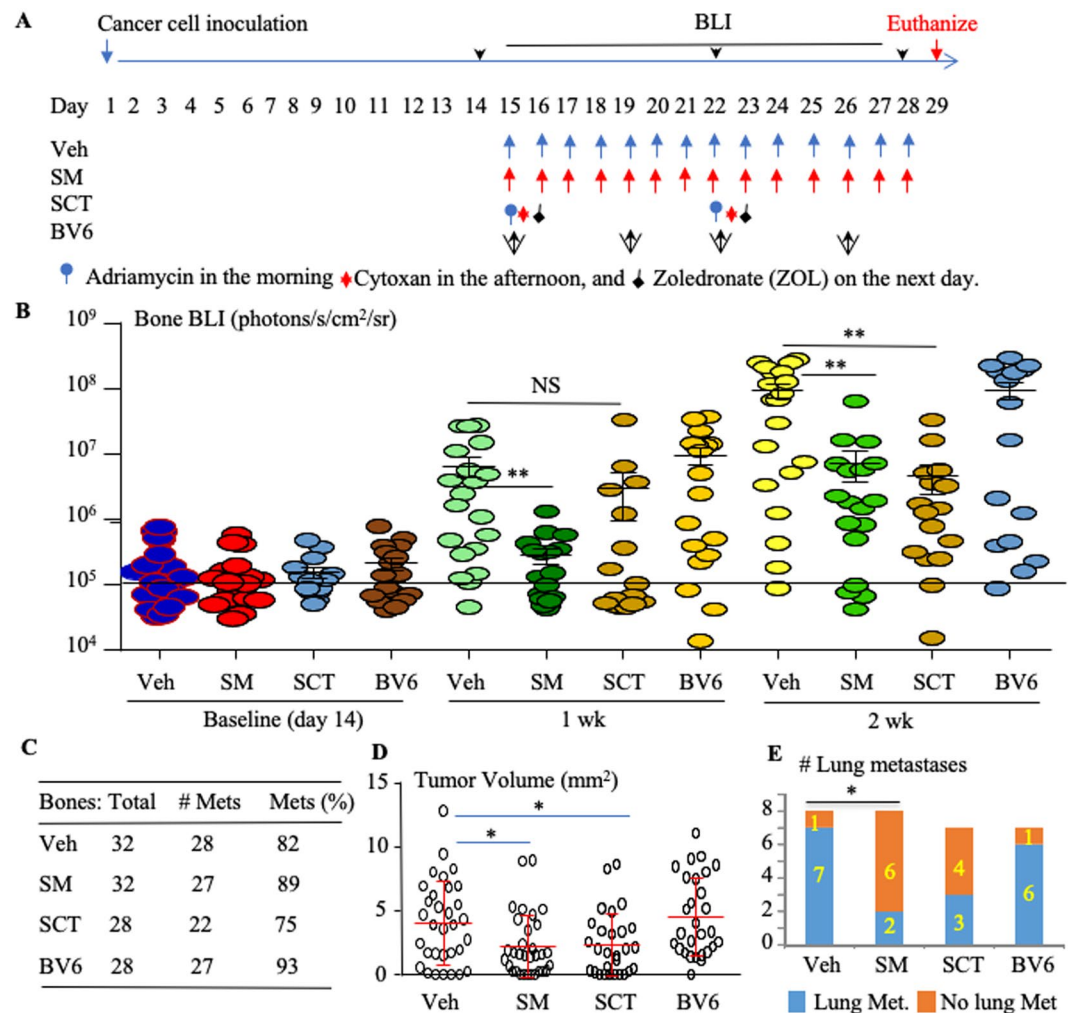 A
Cancer cell inoculation BLI Euthanize
Day 1 2 3 4 5 6 7 8 9 10 11 12 13 14 15 16 17 18 19 20 21 22 23 24 25 26 27 28 29
Veh
SM
SCT
BV6
Adriamycin in the morning Cytoxan in the afternoon, and Zoledronate (ZOL) on the next day.
B
Bone BLI (photons/s/cm²/sr)
10⁹
10⁸
10⁷
10⁶
10⁵
10⁴
NS
**
**
**
Veh SM SCT BV6 Veh SM SCT BV6 Veh SM SCT BV6
Baseline (day 14) 1 wk 2 wk
C
Bones: Total # Mets Mets (%)
Veh 32 28 82
SM 32 27 89
SCT 28 22 75
BV6 28 27 93
D
Tumor Volume (mm²)
15
10
5
0
*
*
Veh SM SCT BV6
E
# Lung metastases
*
8
6
4
2
0
1 6 4 1
7 2 3 6
Veh SM SCT BV6
Lung Met. No lung Met